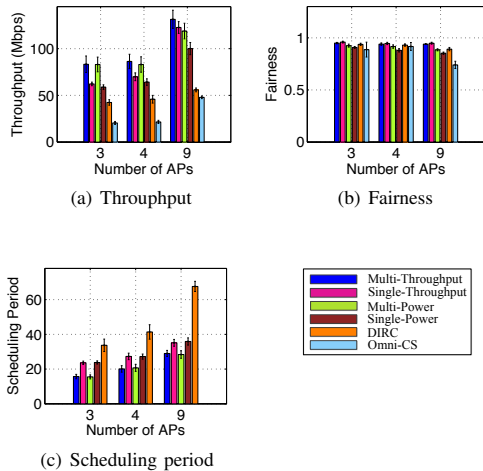 Throughput (Mbps)
100
50
0
3 4 9
Number of APs
(a) Throuphput
Fairness
1
0.5
0
3 4 9
Number of APs
(b) Fairness
Scheduling Period
60
40
20
0
3 4 9
Number of APs
(c) Scheduling period
Multi-Throughput
Single-Throughput
Multi-Power
Single-Power
DIRC
Omni-CS